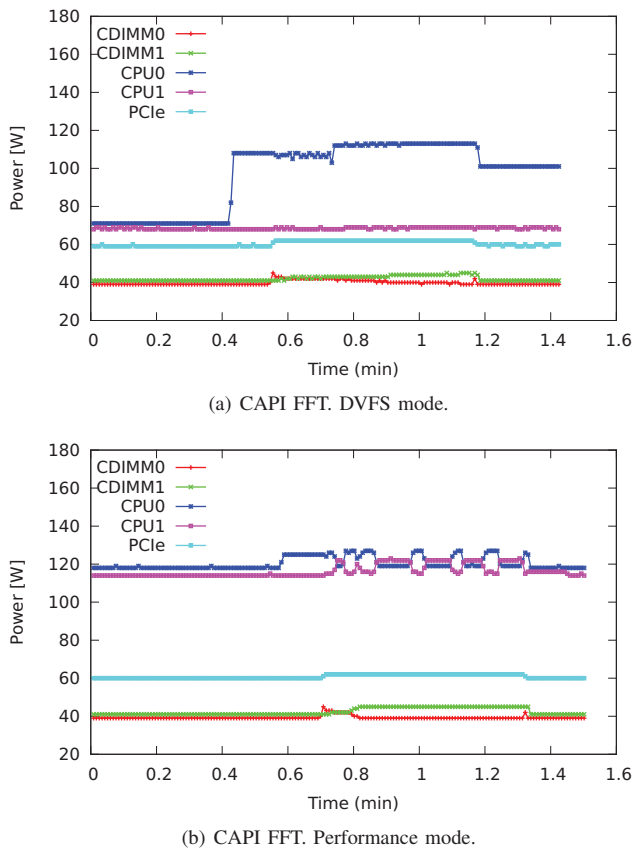 180
160
140
120
100
80
60
40
20
Power [W]
CDIMM0
CDIMM1
CPU0
CPU1
PCIe
0 0.2 0.4 0.6 0.8 1 1.2 1.4 1.6
Time (min)
(a) CAPI FFT. DVFS mode.
180
160
140
120
100
80
60
40
20
Power [W]
CDIMM0
CDIMM1
CPU0
CPU1
PCIe
0 0.2 0.4 0.6 0.8 1 1.2 1.4 1.6
Time (min)
(b) CAPI FFT. Performance mode.